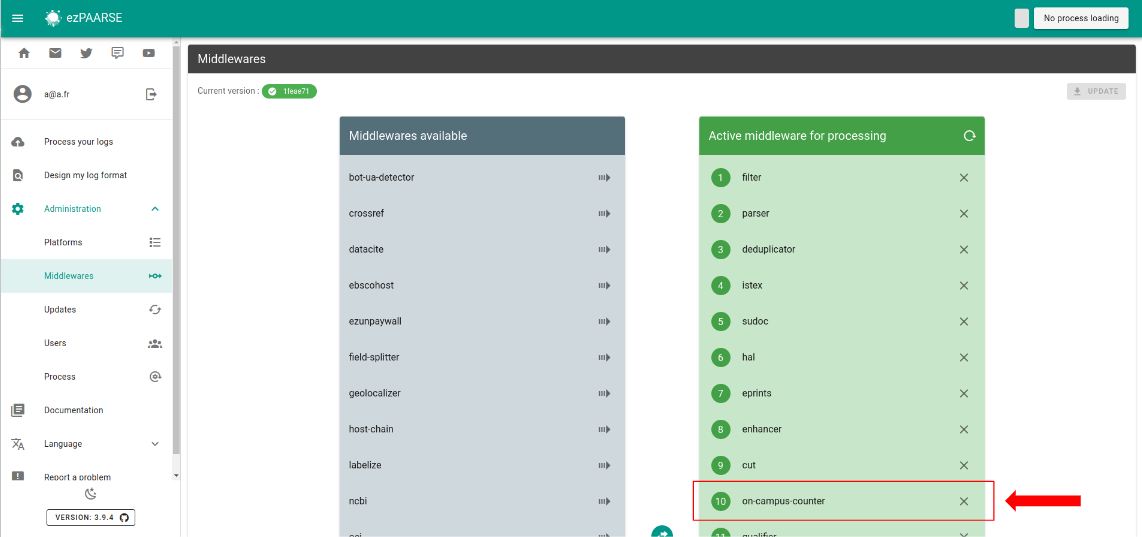 ezPAARSE
No process loading
a@a.fr
Process your logs
Design my log format
Administration
Platforms
Middlewares
Updates
Users
Process
Documentation
Language
Report a problem
VERSION: 3.9.4
Middlewares
Current version : 1feae71
UPDATE
Middlewares available
bot-ua-detector
crossref
datacite
ebscohost
ezunpaywall
field-splitter
geolocalizer
host-chain
labelize
ncbi
Active middleware for processing
1 filter
2 parser
3 deduplicator
4 istex
5 sudoc
6 hal
7 eprints
8 enhancer
9 cut
10 on-campus-counter
11 qualifier